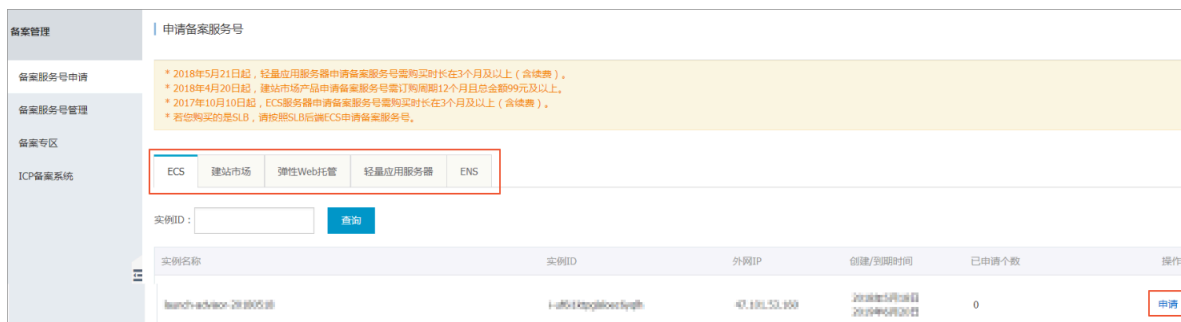 备案管理
申请备案服务号
备案服务号申请
备案服务号管理
备案专区
ICP备案系统
* 2018年5月21日起，轻量应用服务器申请备案服务号需购买时长在3个月及以上（含续费）。
* 2018年4月20日起，建站市场产品申请备案服务号需订购周期12个月且总金额99元及以上。
* 2017年10月10日起，ECS服务器申请备案服务号需购买时长在3个月及以上（含续费）。
* 若您购买的是SLB，请按照SLB后端ECS申请备案服务号。
ECS 建站市场 弹性Web托管 轻量应用服务器 ENS
实例ID： 查询
实例名称 实例ID 外网IP 创建/到期时间 已申请个数 操作
0 申请